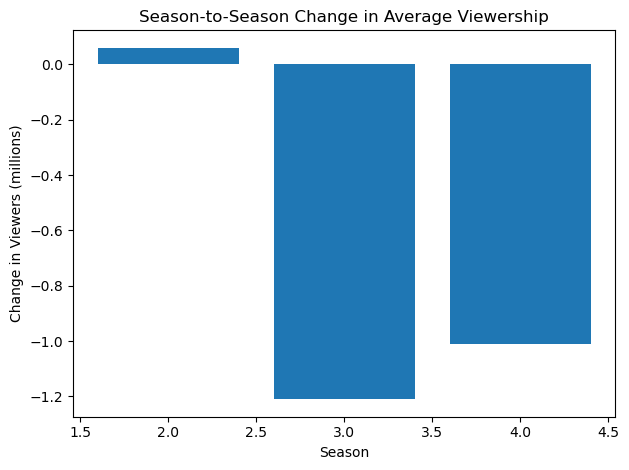 Season-to-Season Change in Average Viewership
Change in Viewers (millions)
0.0
−0.2
−0.4
−0.6
−0.8
−1.0
−1.2
1.5 2.0 2.5 3.0 3.5 4.0 4.5
Season